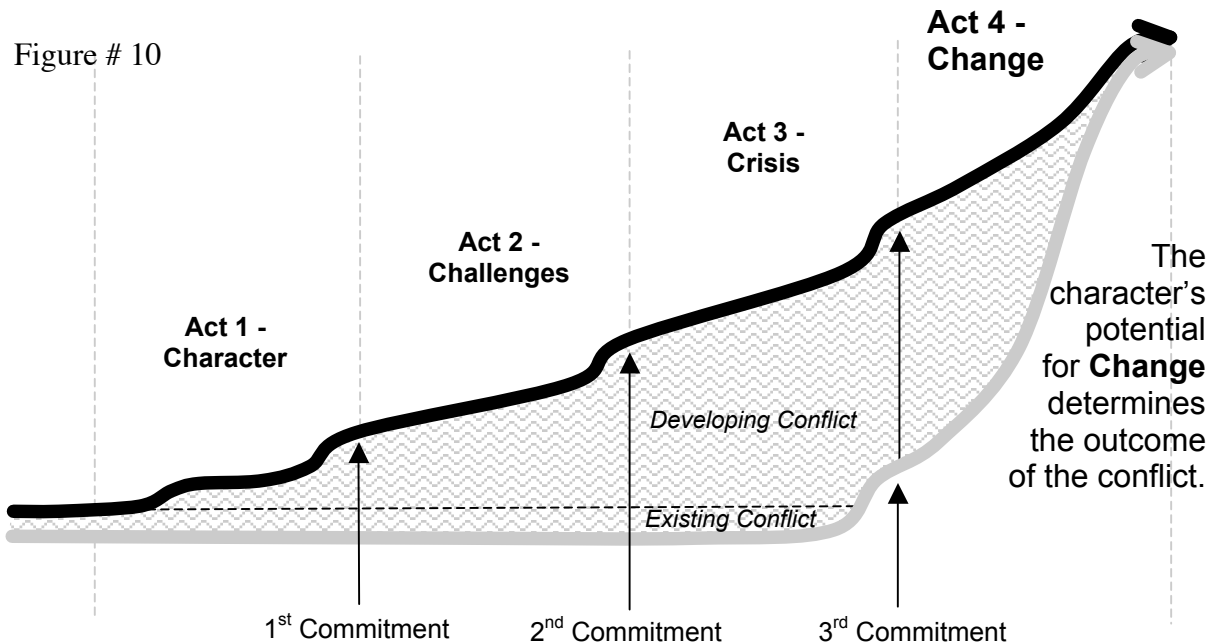 Figure # 10
Act 1 -
Character
Act 2 -
Challenges
Act 3 -
Crisis
Act 4 -
Change
The
character's
potential
for Change
determines
the outcome
of the conflict.
Developing Conflict
Existing Conflict
1st Commitment
2nd Commitment
3rd Commitment